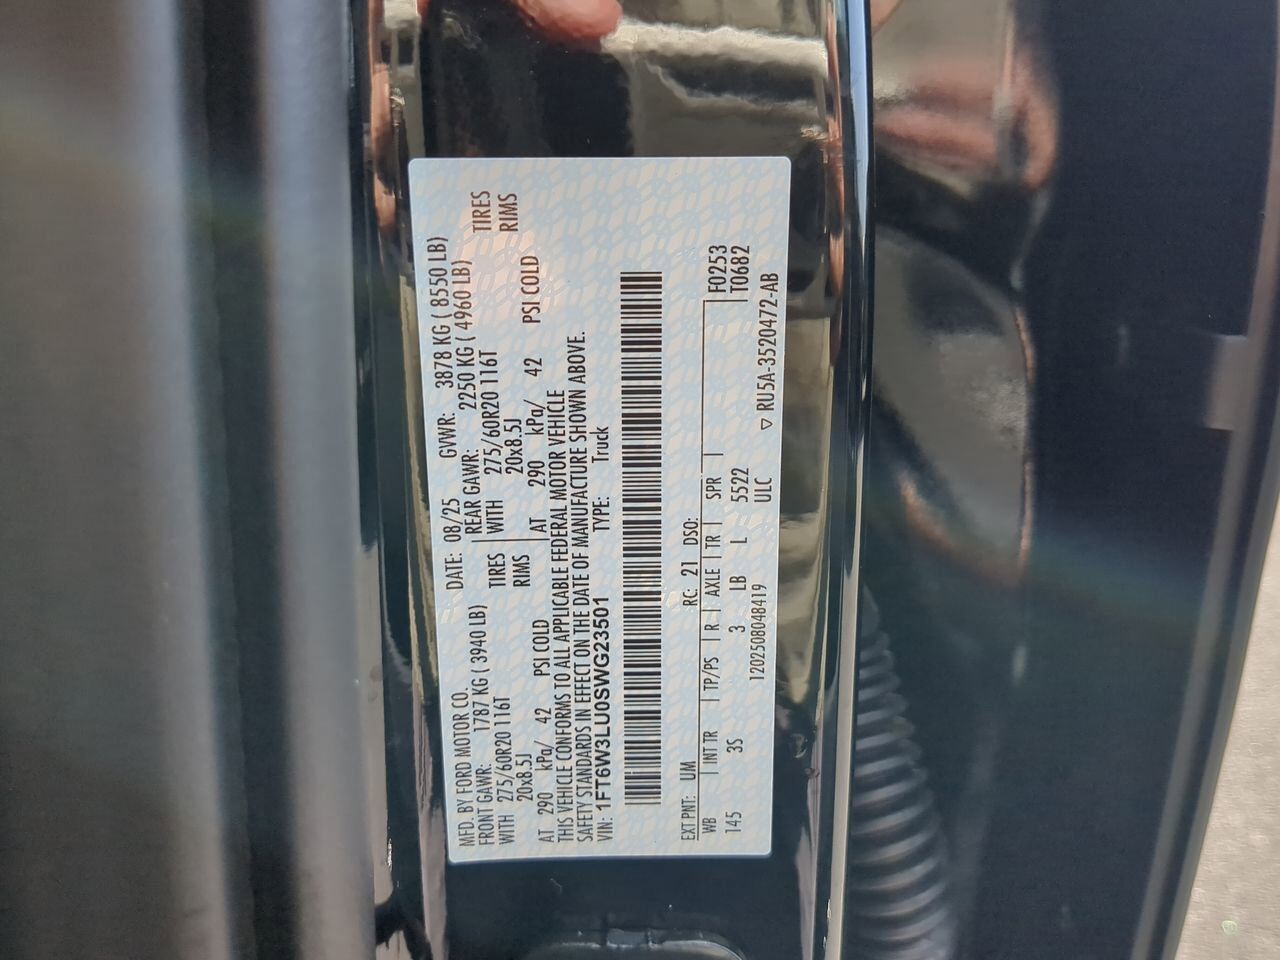 MFD. BY FORD MOTOR CO. DATE: 08/25 GVWR: 3878 KG ( 8550 LB)
FRONT GAWR: 1787 KG ( 3940 LB) REAR GAWR: 2250 KG ( 4960 LB)
WITH 275/60R20 116T TIRES WITH 275/60R20 116T TIRES
20x8.5J RIMS 20x8.5J RIMS
AT 290 kPa/ 42 PSI COLD AT 290 kPa/ 42 PSI COLD
THIS VEHICLE CONFORMS TO ALL APPLICABLE FEDERAL MOTOR VEHICLE
SAFETY STANDARDS IN EFFECT ON THE DATE OF MANUFACTURE SHOWN ABOVE.
VIN: 1FT6W3LU0SWG23501 TYPE: Truck
EXT PNT: UM RC: 21 DSO:
WB INT TR TP/PS R AXLE TR SPR F0253
145 3S 3 LB L 5522 T0682
1202508048419 ULC ▽ RU5A-3520472-AB